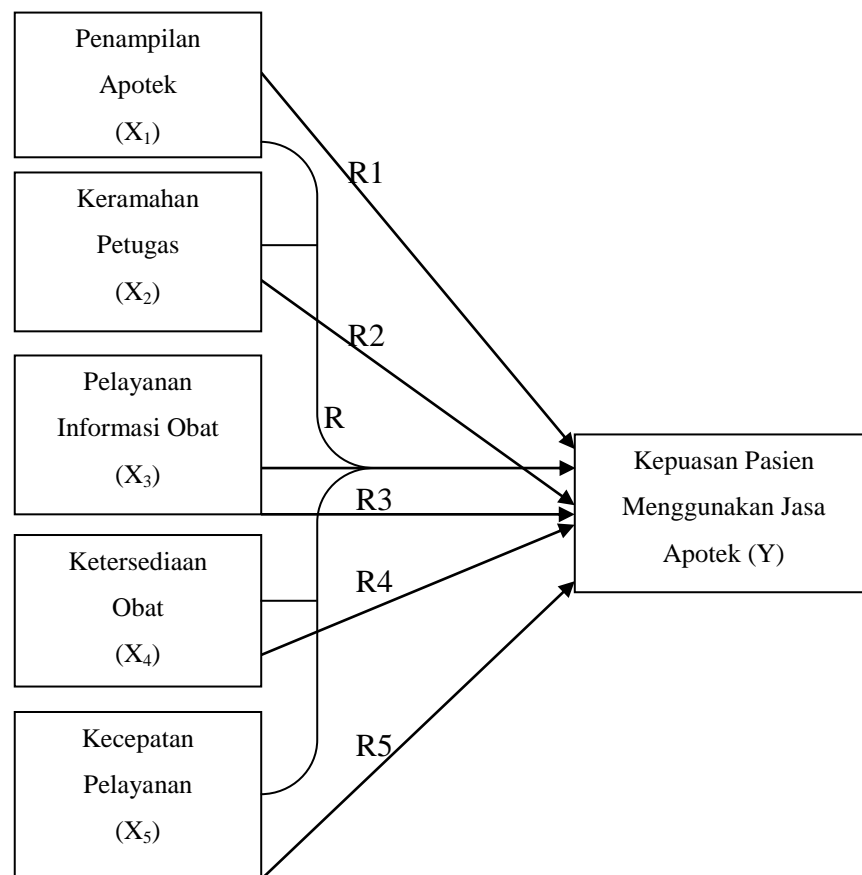 Penampilan
Apotek
(X₁)
R1
Keramahan
Petugas
(X₂)
R2
Pelayanan
Informasi Obat
(X₃)
R
R3
Kepuasan Pasien
Menggunakan Jasa
Apotek (Y)
Ketersediaan
Obat
(X₄)
R4
Kecepatan
Pelayanan
(X₅)
R5